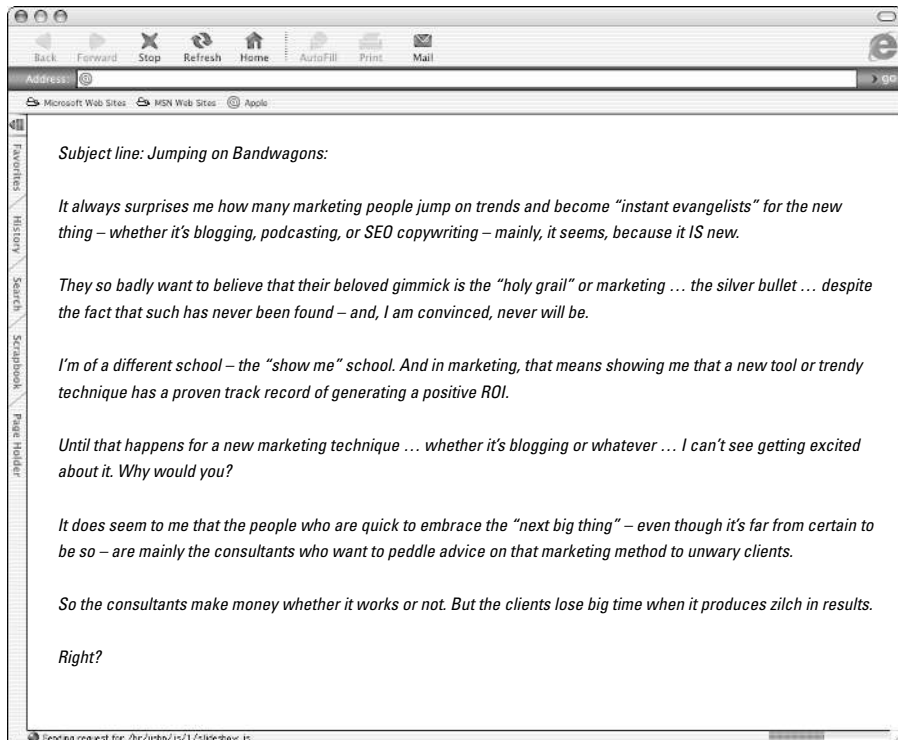 Back Forward Stop Refresh Home AutoFill Print Mail
Address: @ › go
Microsoft Web Sites MSN Web Sites @ Apple
Favorites
History
Search
Scrapbook
Page Holder
Subject line: Jumping on Bandwagons:
It always surprises me how many marketing people jump on trends and become “instant evangelists” for the new
thing – whether it’s blogging, podcasting, or SEO copywriting – mainly, it seems, because it IS new.
They so badly want to believe that their beloved gimmick is the “holy grail” or marketing … the silver bullet … despite
the fact that such has never been found – and, I am convinced, never will be.
I’m of a different school – the “show me” school. And in marketing, that means showing me that a new tool or trendy
technique has a proven track record of generating a positive ROI.
Until that happens for a new marketing technique … whether it’s blogging or whatever … I can’t see getting excited
about it. Why would you?
It does seem to me that the people who are quick to embrace the “next big thing” – even though it’s far from certain to
be so – are mainly the consultants who want to peddle advice on that marketing method to unwary clients.
So the consultants make money whether it works or not. But the clients lose big time when it produces zilch in results.
Right?
Sending request for